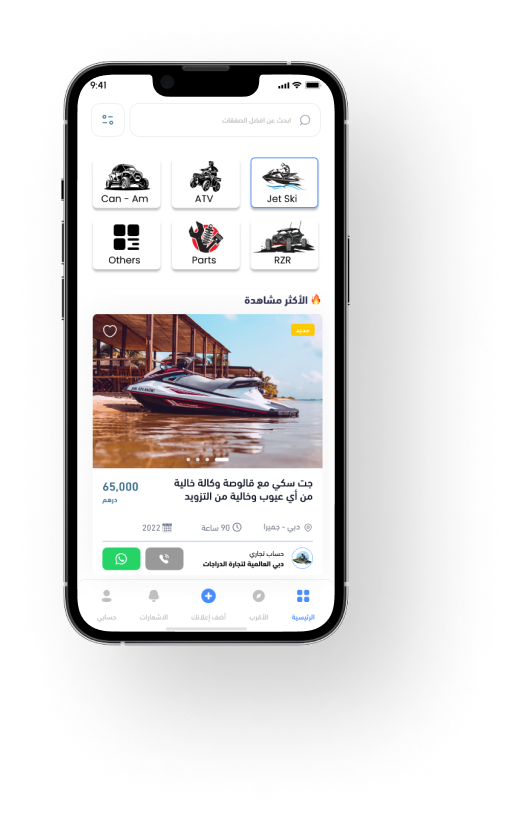 9:41
ابحث عن افضل الصفقات
Can - Am
ATV
Jet Ski
Others
Parts
RZR
الأكثر مشاهدة
جديد
جت سكي مع قالوصة وكالة خالية
من أي عيوب وخالية من التزويد
65,000
درهم
دبي - جميرا
90 ساعة
2022
حساب تجاري
دبي العالمية لتجارة الدراجات
الرئيسية
الأقرب
أضف إعلانك
الاشعارات
حسابي